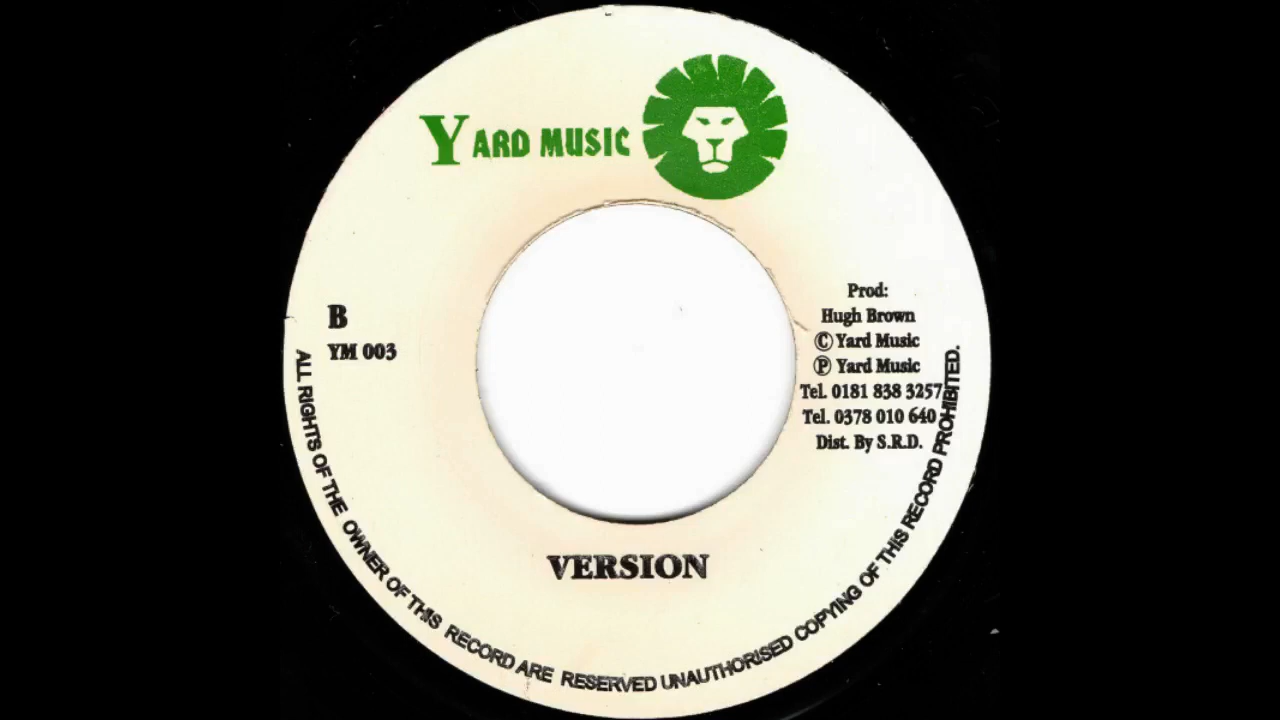 YARD MUSIC
B
YM 003
Prod:
Hugh Brown
Ⓒ Yard Music
Ⓟ Yard Music
Tel. 0181 838 3257
Tel. 0378 010 640
Dist. By S.R.D.
VERSION
ALL RIGHTS OF THE OWNER OF THIS RECORD ARE RESERVED UNAUTHORISED COPYING OF THIS RECORD PROHIBITED.